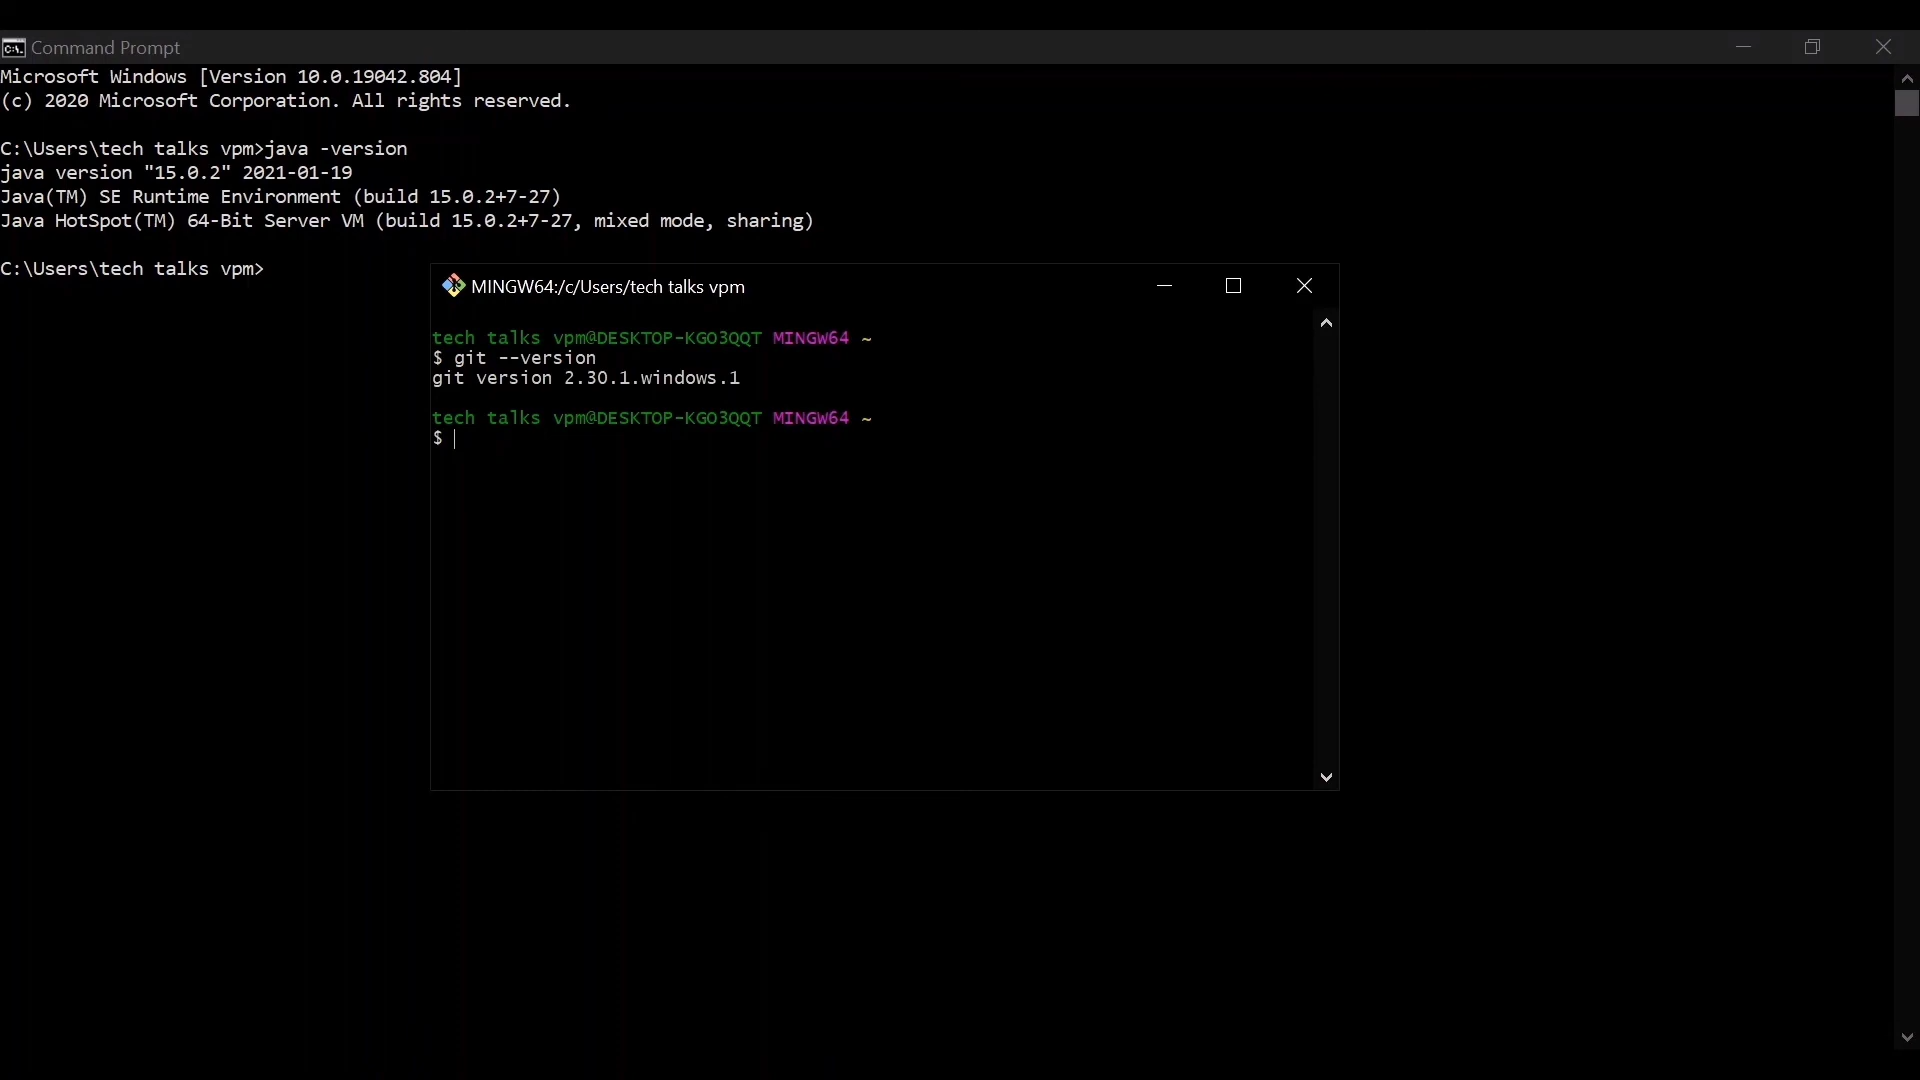 Command Prompt
Microsoft Windows [Version 10.0.19042.804]
(c) 2020 Microsoft Corporation. All rights reserved.
C:\Users\tech talks vpm>java -version
java version "15.0.2" 2021-01-19
Java(TM) SE Runtime Environment (build 15.0.2+7-27)
Java HotSpot(TM) 64-Bit Server VM (build 15.0.2+7-27, mixed mode, sharing)
C:\Users\tech talks vpm>
MINGW64:/c/Users/tech talks vpm
tech talks vpm@DESKTOP-KGO3QQT MINGW64 ~
$ git --version
git version 2.30.1.windows.1
tech talks vpm@DESKTOP-KGO3QQT MINGW64 ~
$